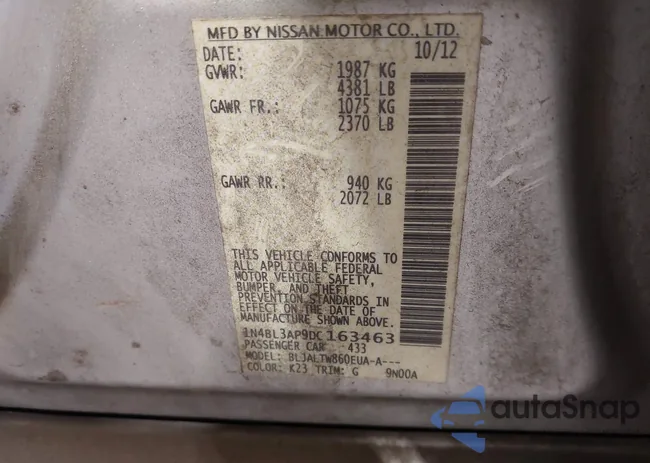 MFD BY NISSAN MOTOR CO., LTD.
DATE: 10/12
GVWR: 1987 KG
4381 LB
GAWR FR.: 1075 KG
2370 LB
GAWR RR.: 940 KG
2072 LB
THIS VEHICLE CONFORMS TO
ALL APPLICABLE FEDERAL
MOTOR VEHICLE SAFETY,
BUMPER, AND THEFT
PREVENTION STANDARDS IN
EFFECT ON THE DATE OF
MANUFACTURE SHOWN ABOVE.
1N4BL3AP9DC163463
PASSENGER CAR 433
MODEL: BLJALTW860EUA-A---
COLOR: K23 TRIM: G 9N00A
autaSnap